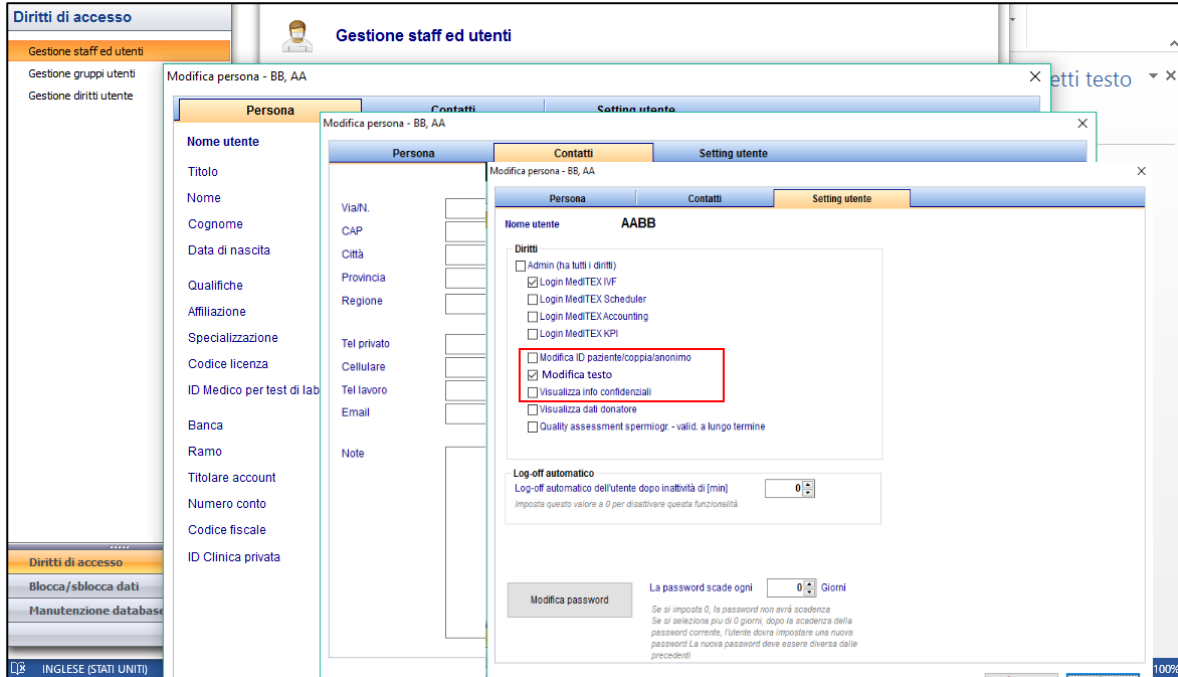 Diritti di accesso
Gestione staff ed utenti
Gestione gruppi utenti
Gestione diritti utente
Gestione staff ed utenti
etti testo
Modifica persona - BB, AA
Persona
Contatti
Setting utente
Nome utente
Titolo
Nome
Cognome
Data di nascita
Qualifiche
Affiliazione
Specializzazione
Codice licenza
ID Medico per test di lab
Banca
Ramo
Titolare account
Numero conto
Codice fiscale
ID Clinica privata
Modifica persona - BB, AA
Persona
Contatti
Setting utente
Via/N.
CAP
Città
Provincia
Regione
Tel privato
Cellulare
Tel lavoro
Email
Note
Modifica persona - BB, AA
Persona
Contatti
Setting utente
Nome utente AABB
Diritti
Admin (ha tutti i diritti)
Login MedITEX IVF
Login MedITEX Scheduler
Login MedITEX Accounting
Login MedITEX KPI
Modifica ID paziente/coppia/anonimo
Modifica testo
Visualizza info confidenziali
Visualizza dati donatore
Quality assessment spermiogr. - valid. a lungo termine
Log-off automatico
Log-off automatico dell'utente dopo inattività di [min] 0
Imposta questo valore a 0 per disattivare questa funzionalità.
Modifica password
La password scade ogni 0 Giorni
Se si imposta 0, la password non avrà scadenza
Se si seleziona piu di 0 giorni, dopo la scadenza della
password corrente, l'utente dovra impostare una nuova
password La nuova password deve essere diversa dalle
precedenti
Diritti di accesso
Blocca/sblocca dati
Manutenzione database
INGLESE (STATI UNITI)
100%